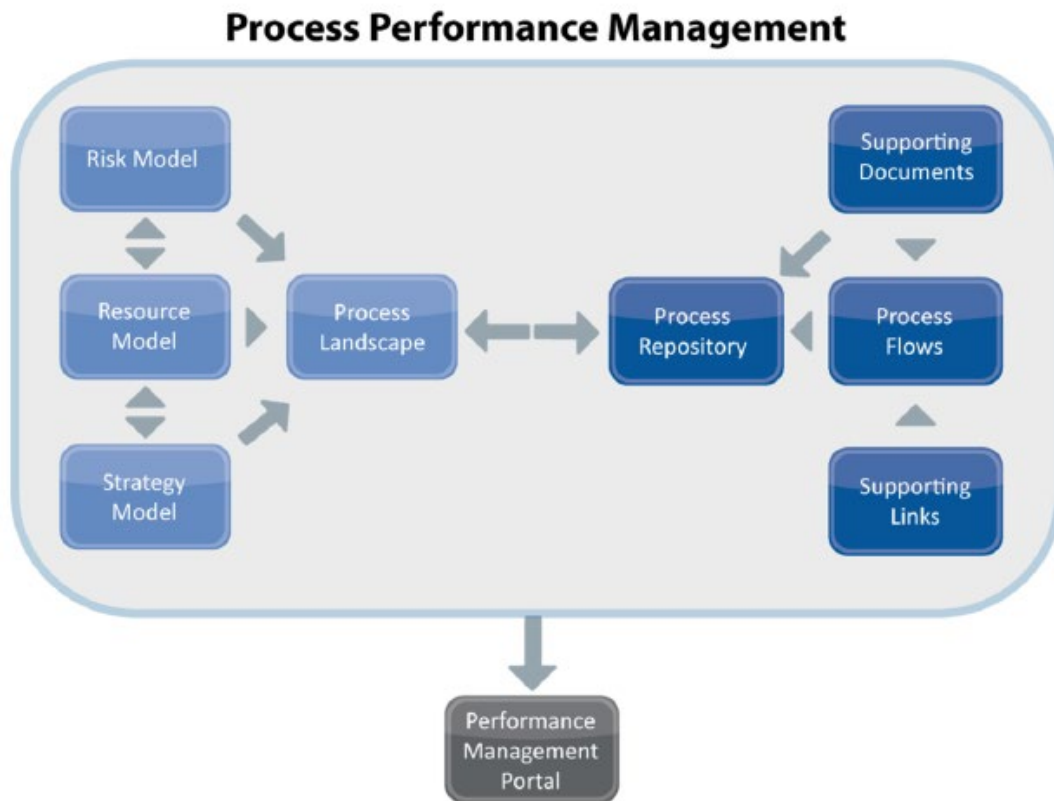 Process Performance Management
Risk Model
Supporting
Documents
Resource
Model
Process
Landscape
Process
Repository
Process
Flows
Strategy
Model
Supporting
Links
Performance
Management
Portal